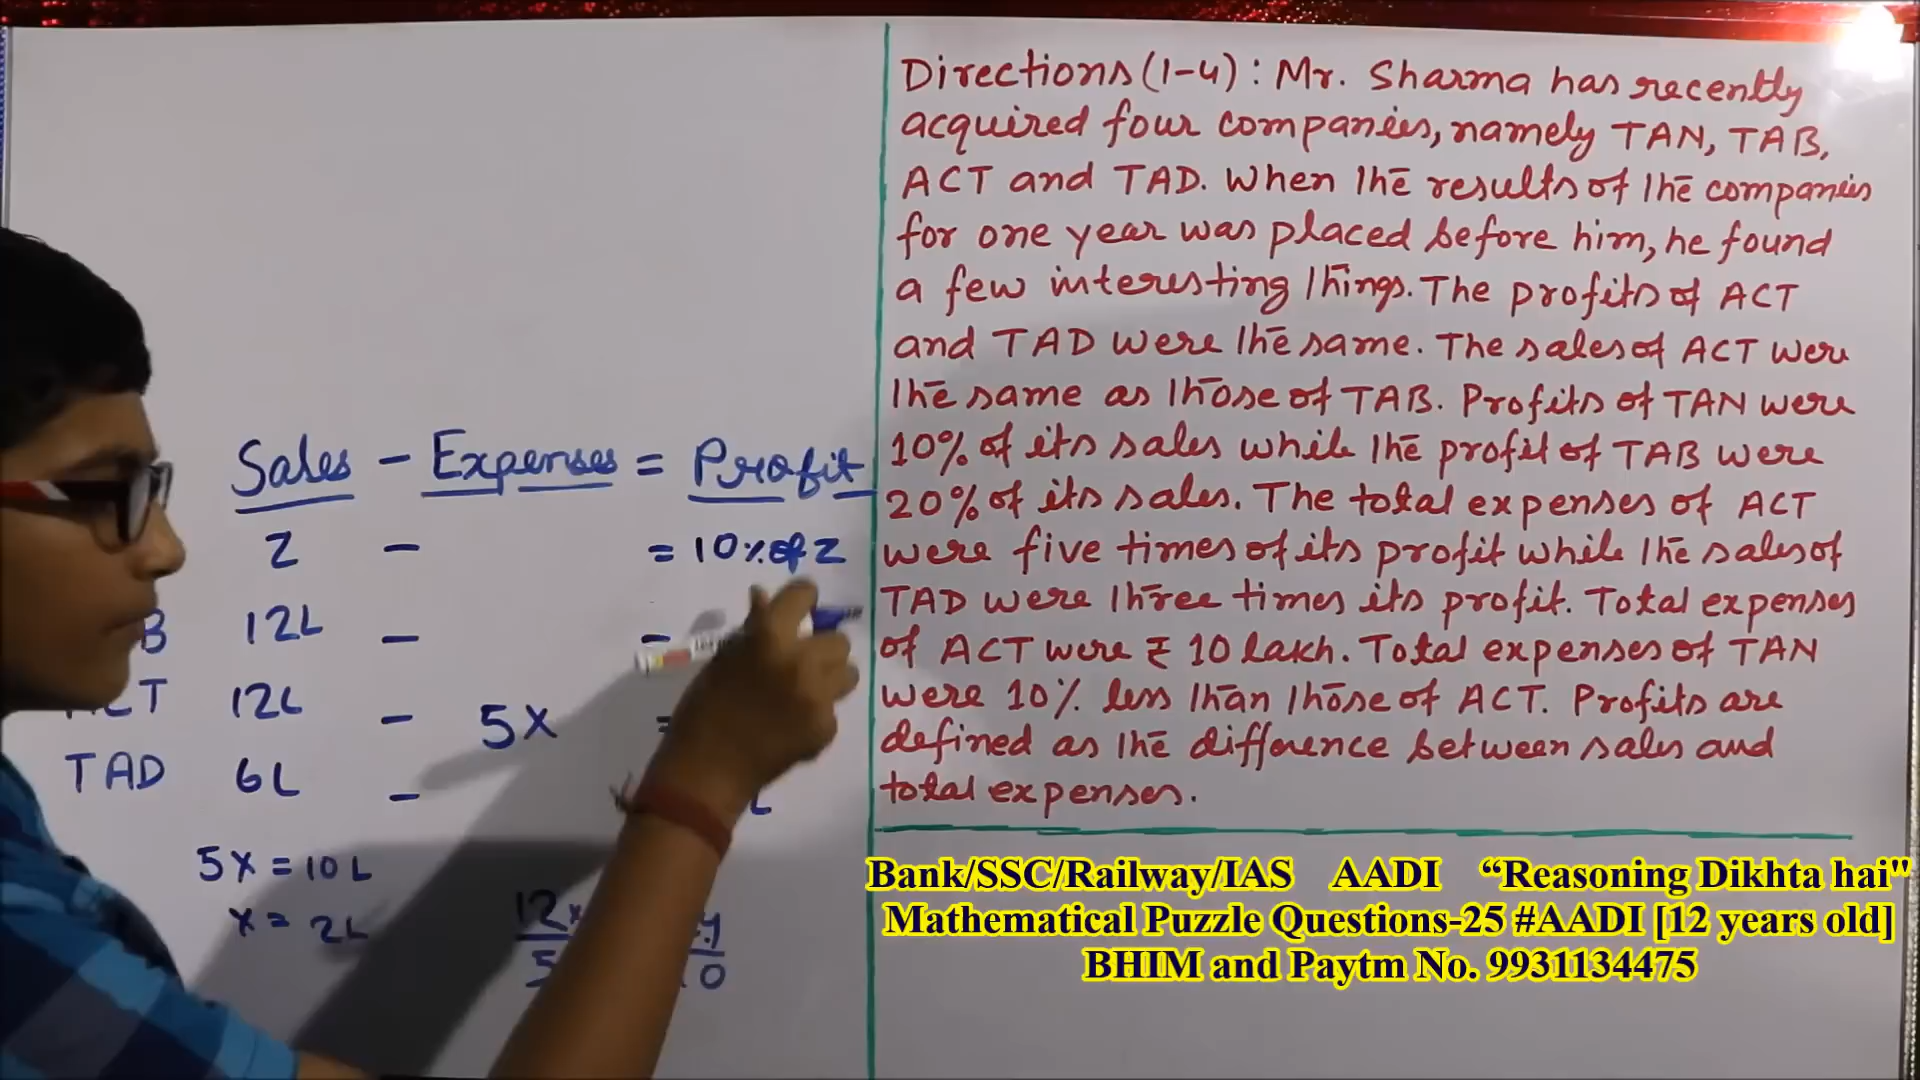 Directions (1-4) : Mr. Sharma has recently
acquired four companies, namely TAN, TAB,
ACT and TAD. When the results of the companies
for one year was placed before him, he found
a few interesting things. The profits of ACT
and TAD were the same. The sales of ACT were
the same as those of TAB. Profits of TAN were
10% of its sales while the profit of TAB were
20% of its sales. The total expenses of ACT
were five times of its profit while the sales of
TAD were three times its profit. Total expenses
of ACT were ₹ 10 lakh. Total expenses of TAN
were 10% less than those of ACT. Profits are
defined as the difference between sales and
total expenses.
Sales - Expenses = Profit
Z - = 10% of Z
B 12L - -
ACT 12L - 5X =
TAD 6L - L
5X = 10L
X = 2L
12
5
0
Bank/SSC/Railway/IAS AADI “Reasoning Dikhta hai"
Mathematical Puzzle Questions-25 #AADI [12 years old]
BHIM and Paytm No. 9931134475